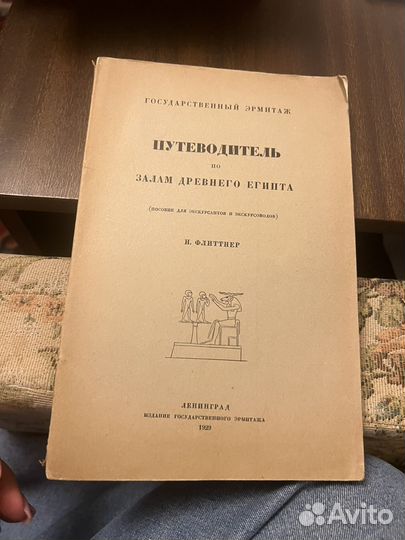 ГОСУДАРСТВЕННЫЙ ЭРМИТАЖ
ПУТЕВОДИТЕЛЬ
ПО
ЗАЛАМ ДРЕВНЕГО ЕГИПТА
(ПОСОБИЕ ДЛЯ ЭКСКУРСАНТОВ И ЭКСКУРСОВОДОВ)
Н. ФЛИТТНЕР
ЛЕНИНГРАД
ИЗДАНИЕ ГОСУДАРСТВЕННОГО ЭРМИТАЖА
1929
Avito